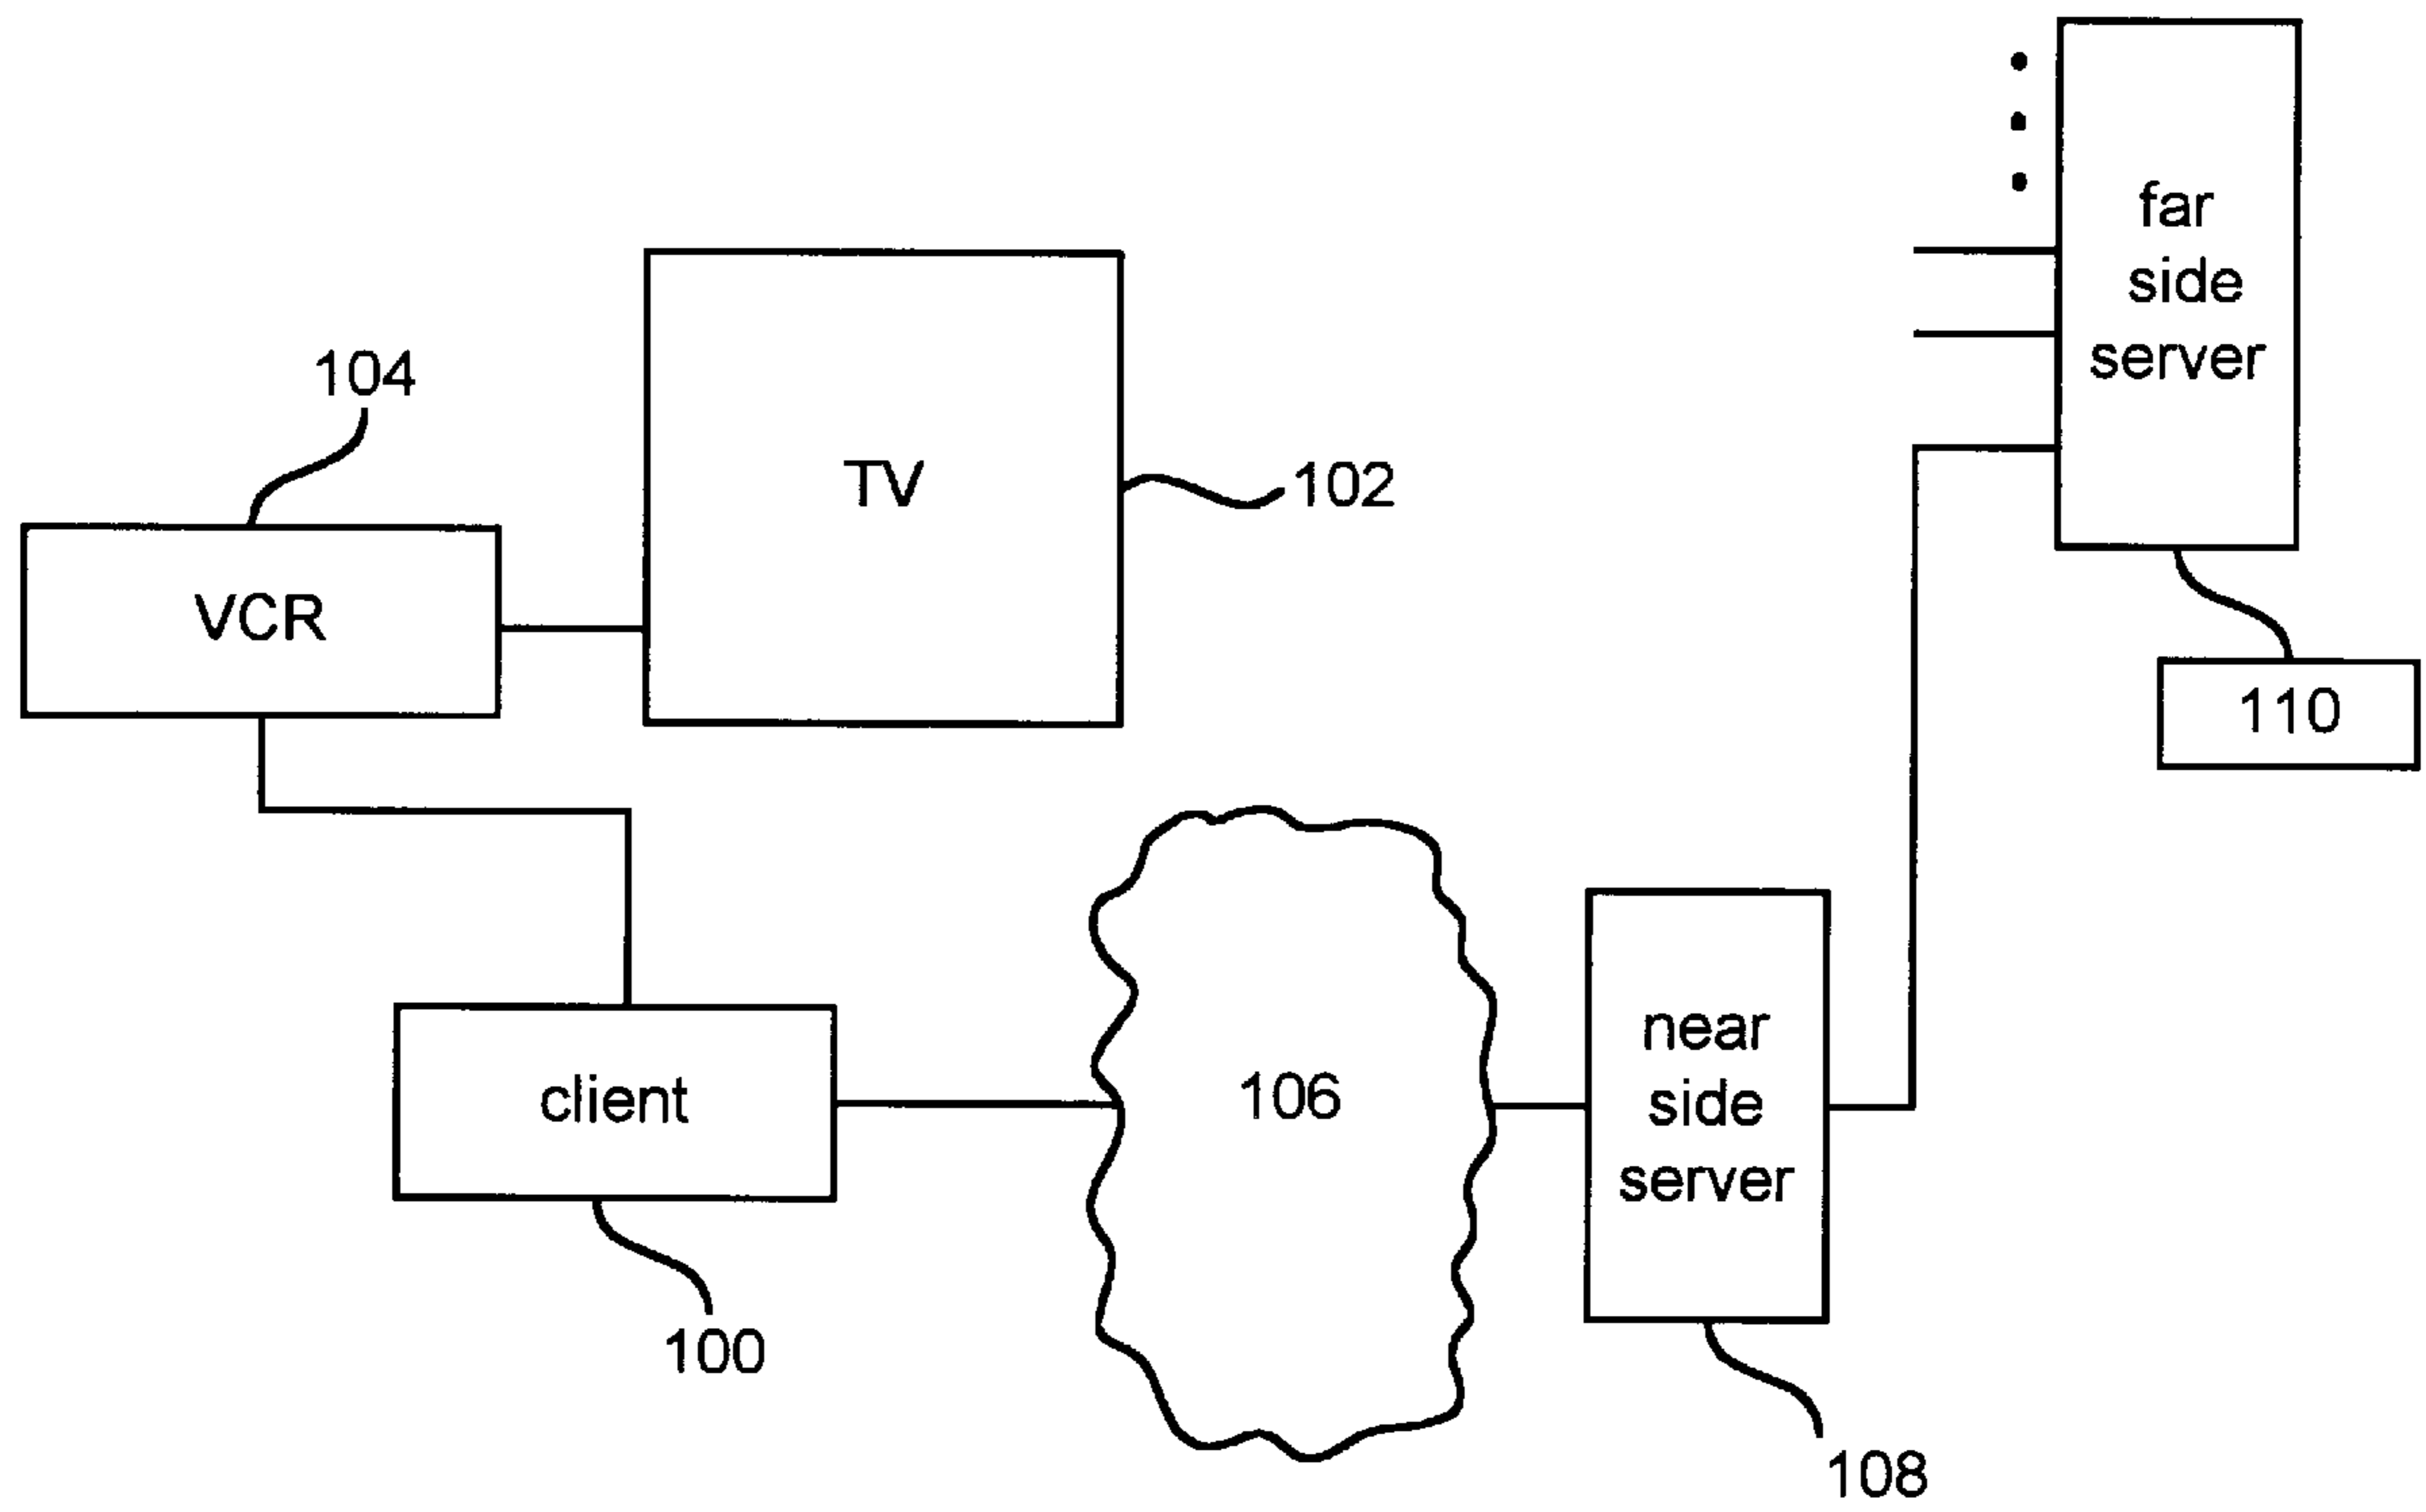 far
side
server
104
TV
102
VCR
110
near
side
server
106
client
100
108